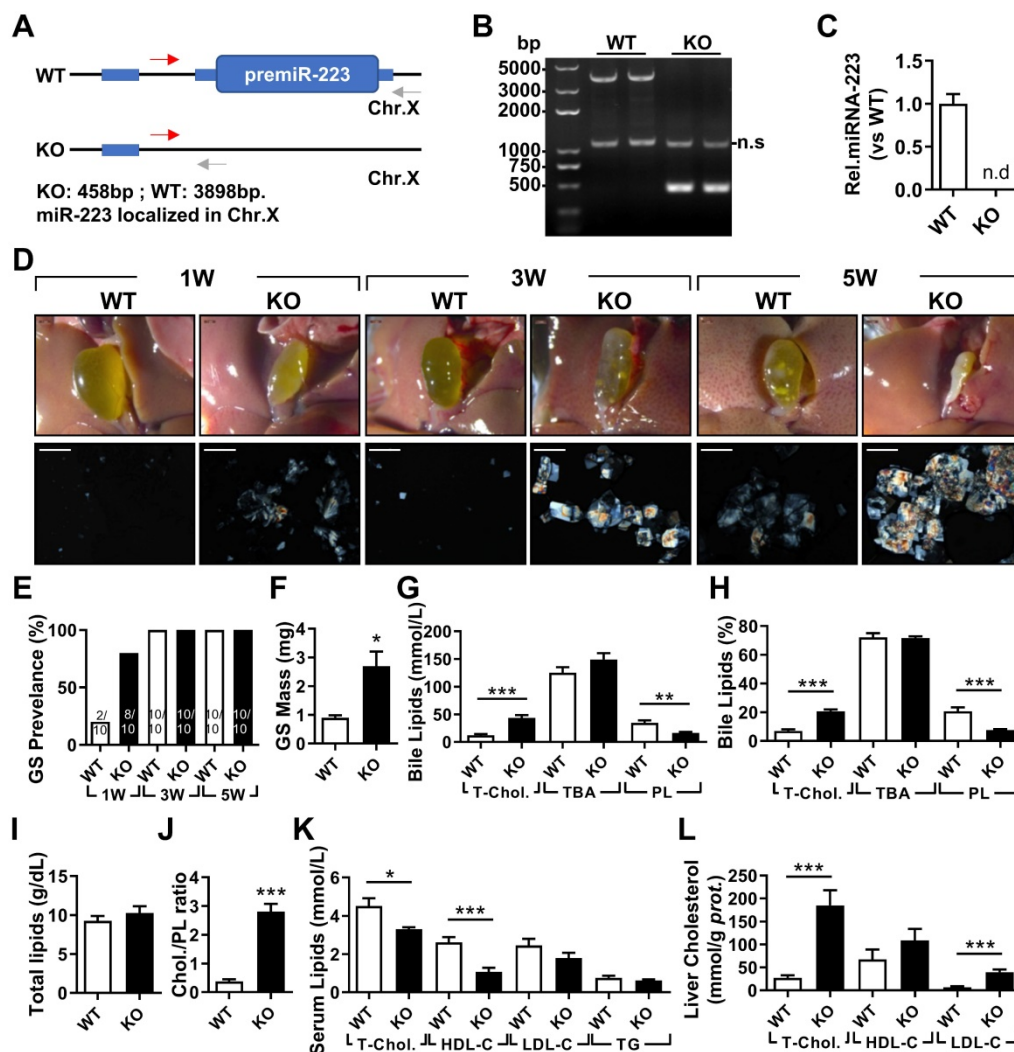 A
WT
premiR-223
Chr.X
KO
Chr.X
KO: 458bp ; WT: 3898bp.
miR-223 localized in Chr.X
B
bp WT KO
5000
3000
2000
1000
750
500
n.s
C
Rel.miRNA-223
(vs WT)
1.5
1.0
0.5
0.0
n.d
WT KO
D
1W 3W 5W
WT KO WT KO WT KO
E
GS Prevelance (%)
100
50
0
2/10 8/10 10/10 10/10 10/10 10/10
WT KO WT KO WT KO
1W 3W 5W
F
GS Mass (mg)
4
3
2
1
0
*
WT KO
G
Bile Lipids (mmol/L)
200
150
100
50
0
*** **
WT KO WT KO WT KO
T-Chol. TBA PL
H
Bile Lipids (%)
80
60
40
20
0
*** ***
WT KO WT KO WT KO
T-Chol. TBA PL
I
Total lipids (g/dL)
15
10
5
0
WT KO
J
Chol./PL ratio
4
3
2
1
0
***
WT KO
K
Serum Lipids (mmol/L)
6
4
2
0
* ***
WT KO WT KO WT KO WT KO
T-Chol. HDL-C LDL-C TG
L
Liver Cholesterol
(mmol/g prot.)
250
200
150
100
50
0
*** ***
WT KO WT KO WT KO
T-Chol. HDL-C LDL-C